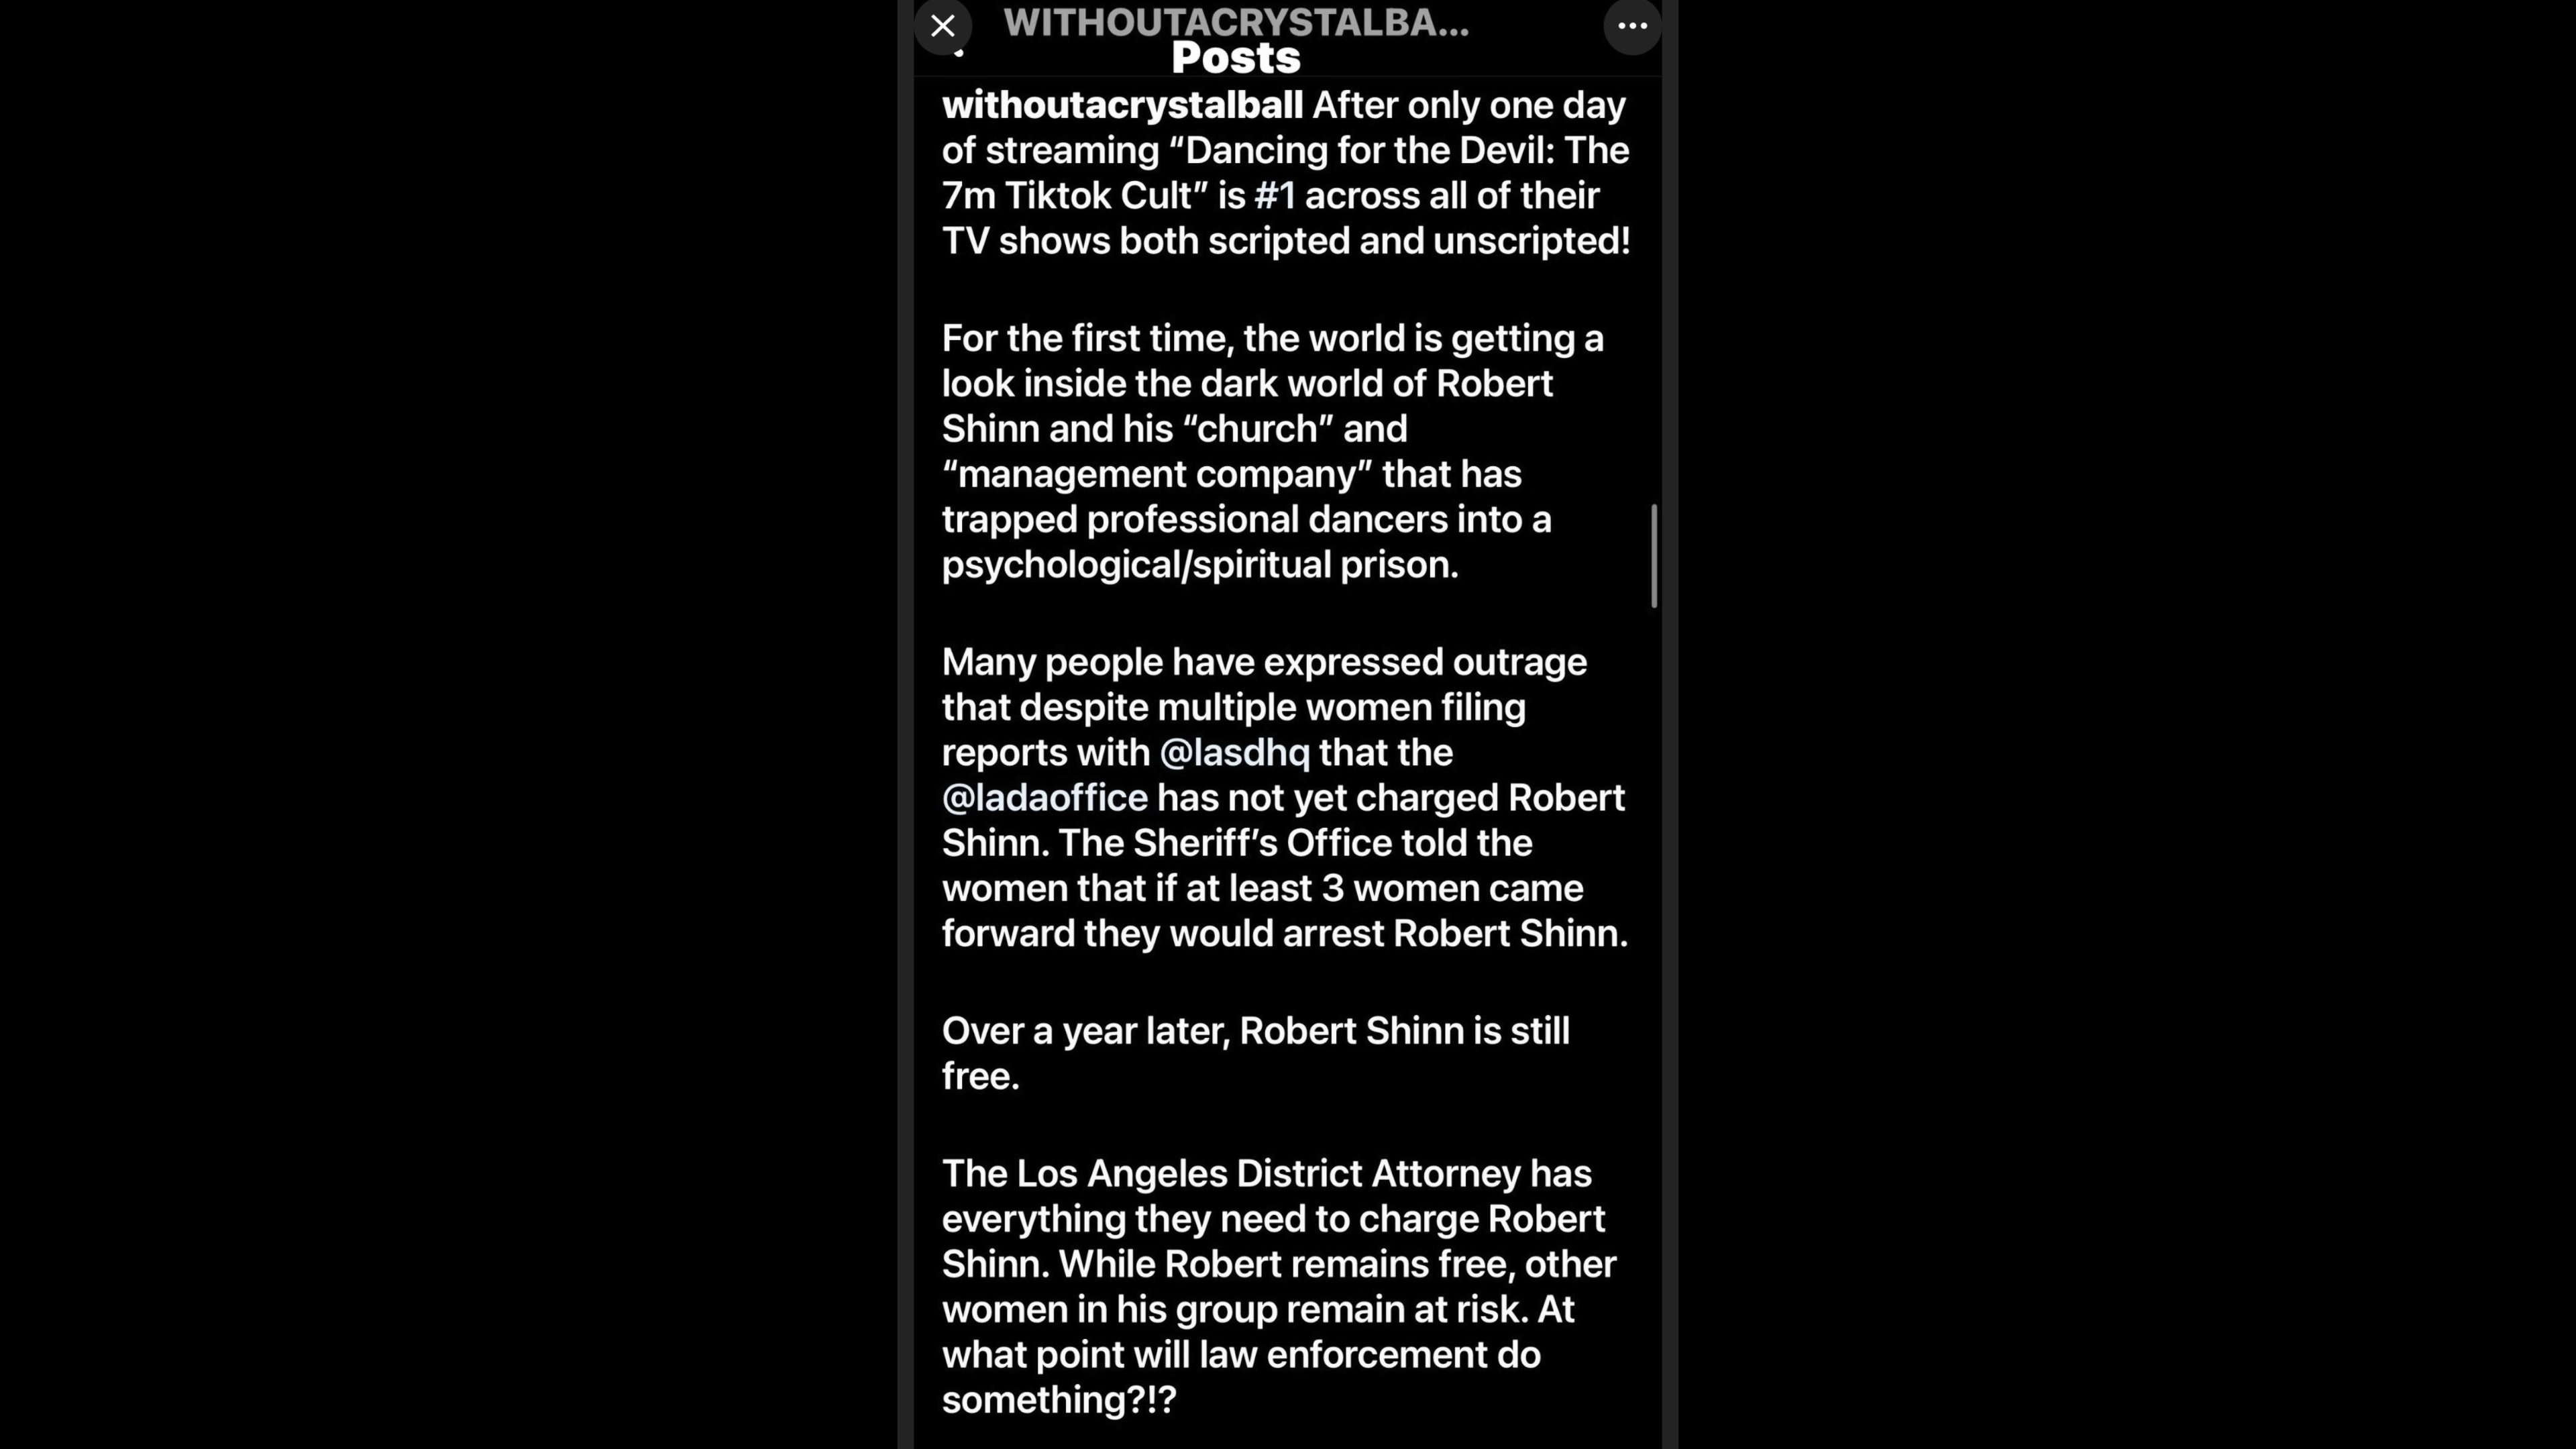 WITHOUTACRYSTALBA...
Posts
withoutacrystalball After only one day
of streaming “Dancing for the Devil: The
7m Tiktok Cult” is #1 across all of their
TV shows both scripted and unscripted!
For the first time, the world is getting a
look inside the dark world of Robert
Shinn and his “church” and
“management company” that has
trapped professional dancers into a
psychological/spiritual prison.
Many people have expressed outrage
that despite multiple women filing
reports with @lasdhq that the
@ladaoffice has not yet charged Robert
Shinn. The Sheriff’s Office told the
women that if at least 3 women came
forward they would arrest Robert Shinn.
Over a year later, Robert Shinn is still
free.
The Los Angeles District Attorney has
everything they need to charge Robert
Shinn. While Robert remains free, other
women in his group remain at risk. At
what point will law enforcement do
something?!?